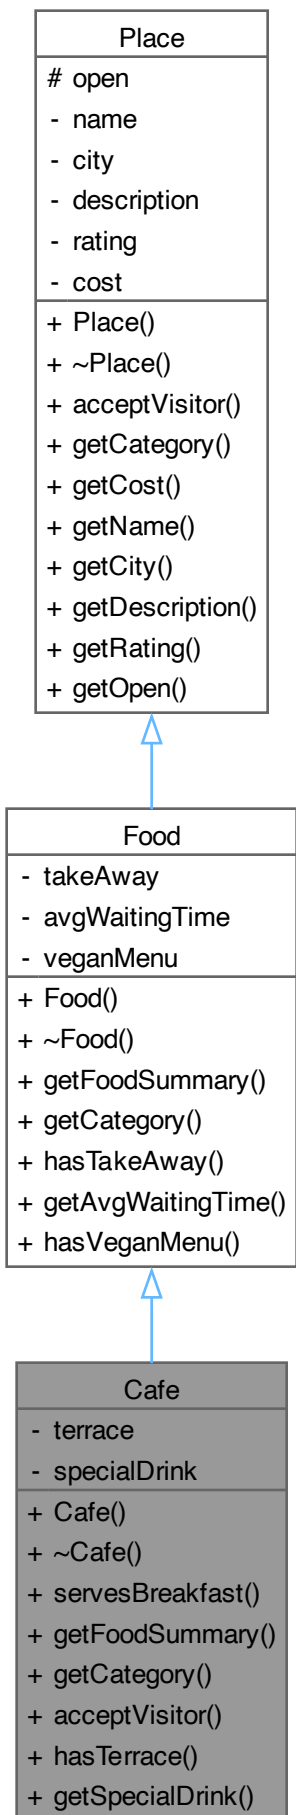 Place
# open
- name
- city
- description
- rating
- cost
+ Place()
+ ~Place()
+ acceptVisitor()
+ getCategory()
+ getCost()
+ getName()
+ getCity()
+ getDescription()
+ getRating()
+ getOpen()
Food
- takeAway
- avgWaitingTime
- veganMenu
+ Food()
+ ~Food()
+ getFoodSummary()
+ getCategory()
+ hasTakeAway()
+ getAvgWaitingTime()
+ hasVeganMenu()
Cafe
- terrace
- specialDrink
+ Cafe()
+ ~Cafe()
+ servesBreakfast()
+ getFoodSummary()
+ getCategory()
+ acceptVisitor()
+ hasTerrace()
+ getSpecialDrink()